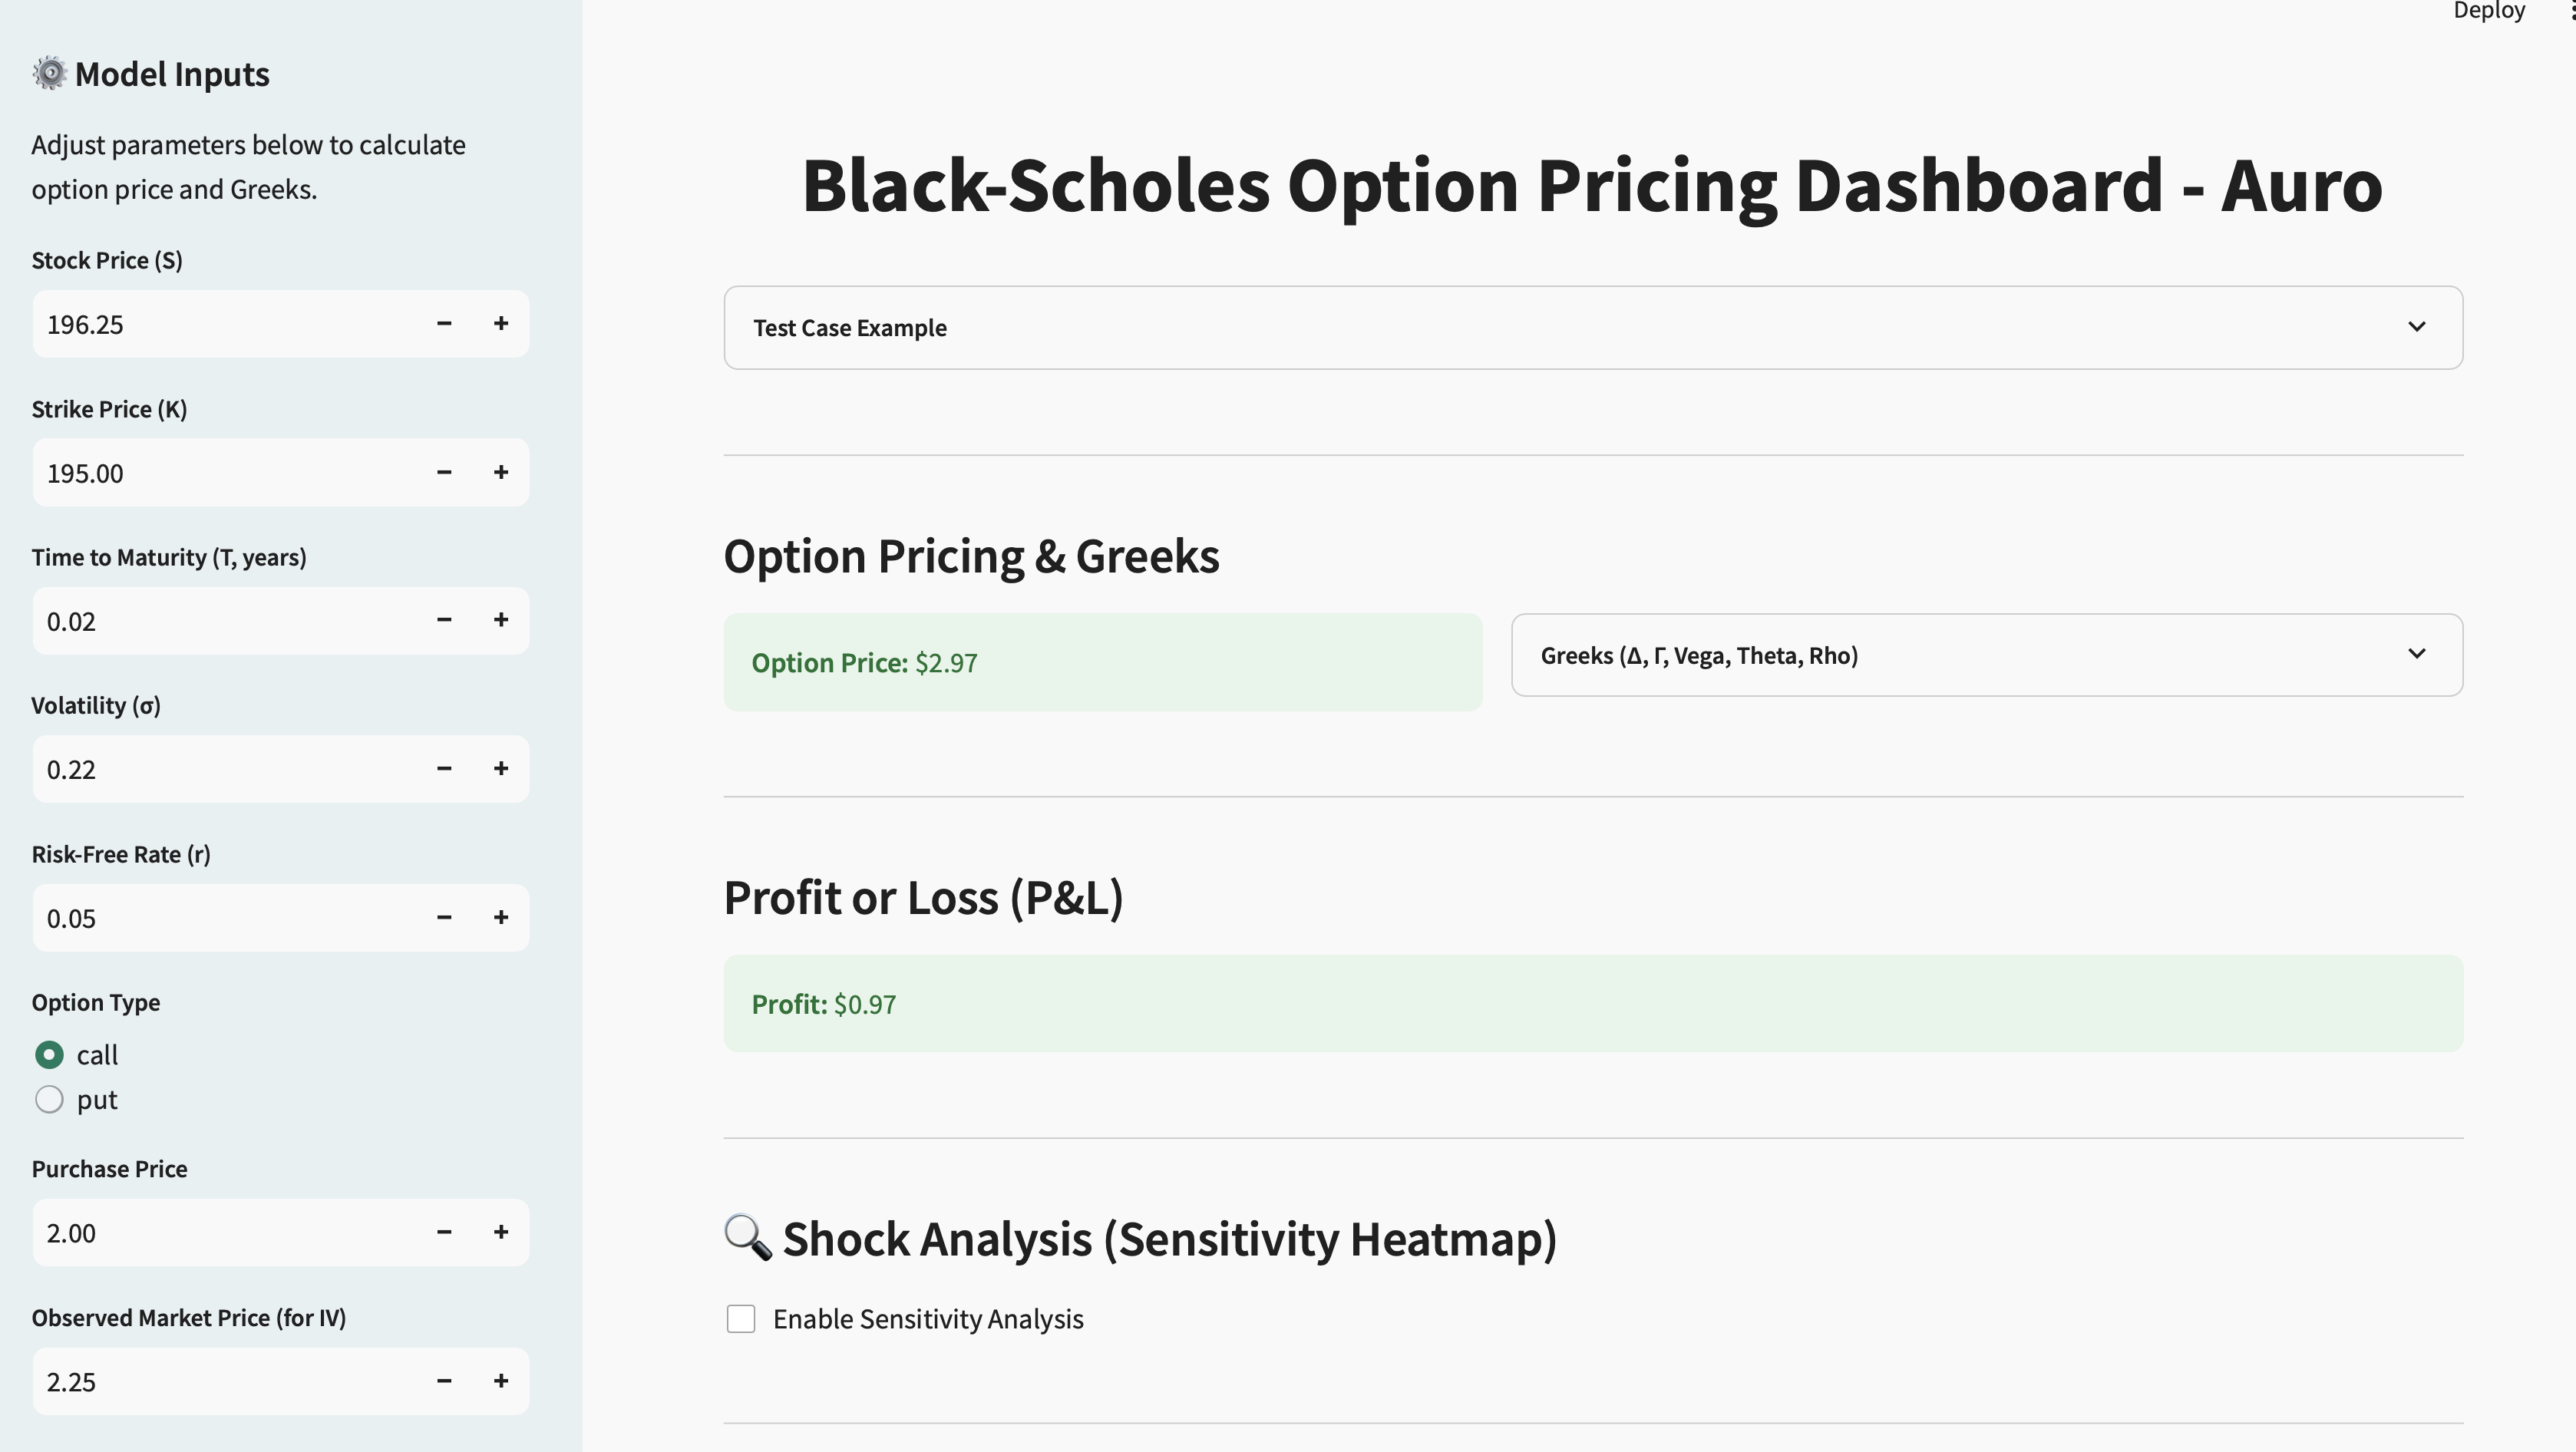 Deploy
Model Inputs
Adjust parameters below to calculate
option price and Greeks.
Stock Price (S)
196.25
Strike Price (K)
195.00
Time to Maturity (T, years)
0.02
Volatility (σ)
0.22
Risk-Free Rate (r)
0.05
Option Type
call
put
Purchase Price
2.00
Observed Market Price (for IV)
2.25
Black-Scholes Option Pricing Dashboard - Auro
Test Case Example
Option Pricing & Greeks
Option Price: $2.97
Greeks (Δ, Γ, Vega, Theta, Rho)
Profit or Loss (P&L)
Profit: $0.97
Shock Analysis (Sensitivity Heatmap)
Enable Sensitivity Analysis